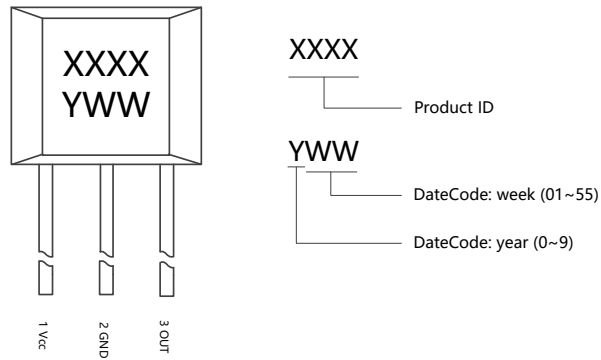 XXXX
YWW
1 Vcc
2 GND
3 OUT
XXXX
Product ID
YWW
DateCode: week (01~55)
DateCode: year (0~9)